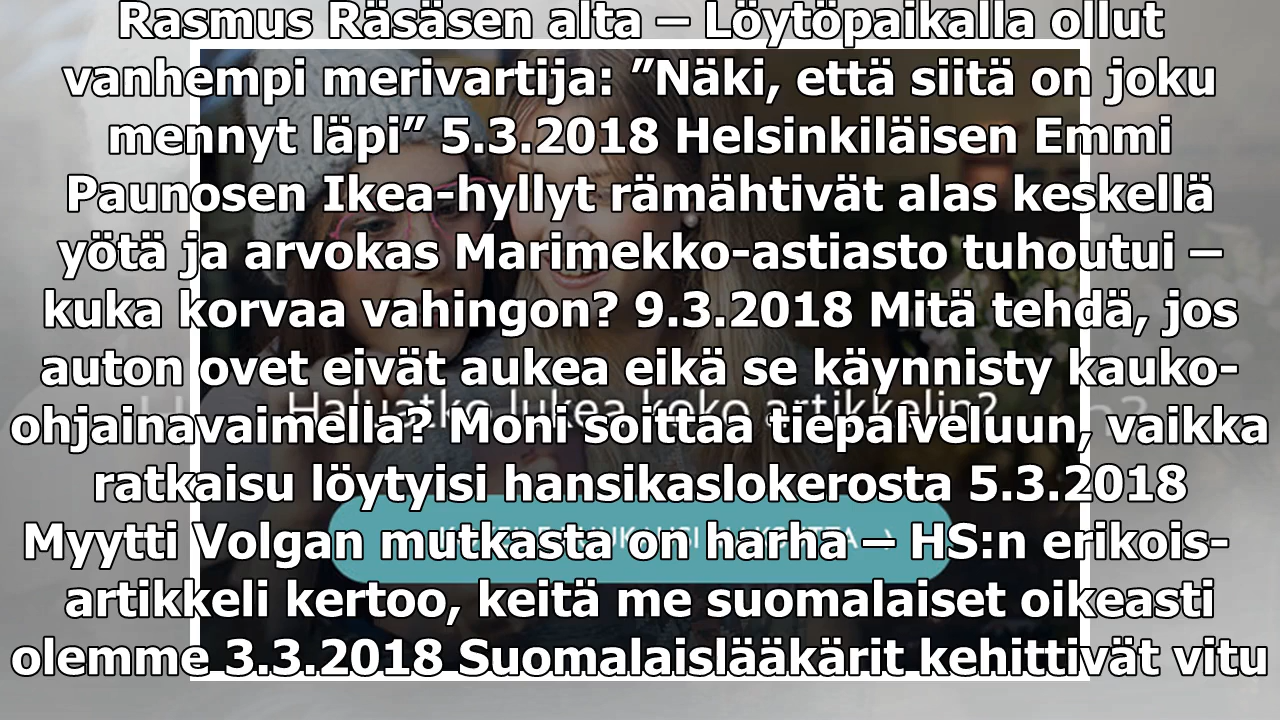 Rasmus Räsäsen alta – Löytöpaikalla ollut
vanhempi merivartija: ”Näki, että siitä on joku
mennyt läpi” 5.3.2018 Helsinkiläisen Emmi
Paunosen Ikea-hyllyt rämähtivät alas keskellä
yötä ja arvokas Marimekko-astiasto tuhoutui –
kuka korvaa vahingon? 9.3.2018 Mitä tehdä, jos
auton ovet eivät aukea eikä se käynnisty kauko-
Haluatko lukea koko artikkelin?
ohjainavaimella? Moni soittaa tiepalveluun, vaikka
ratkaisu löytyisi hansikaslokerosta 5.3.2018
Myytti Volgan mutkasta on harha – HS:n erikois-
artikkeli kertoo, keitä me suomalaiset oikeasti
olemme 3.3.2018 Suomalaislääkärit kehittivät vitu